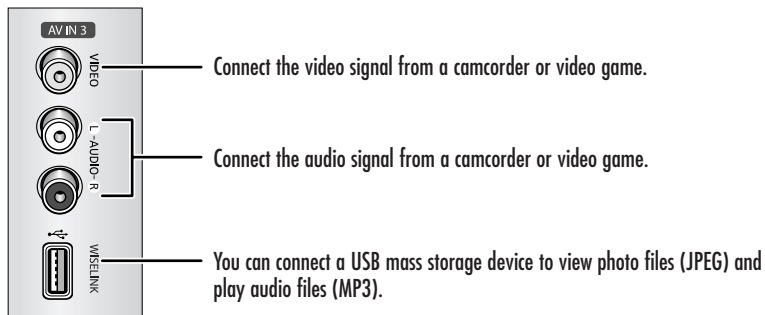 AV IN 3
VIDEO
Connect the video signal from a camcorder or video game.
L -AUDIO- R
Connect the audio signal from a camcorder or video game.
WISELINK
You can connect a USB mass storage device to view photo files (JPEG) and
play audio files (MP3).